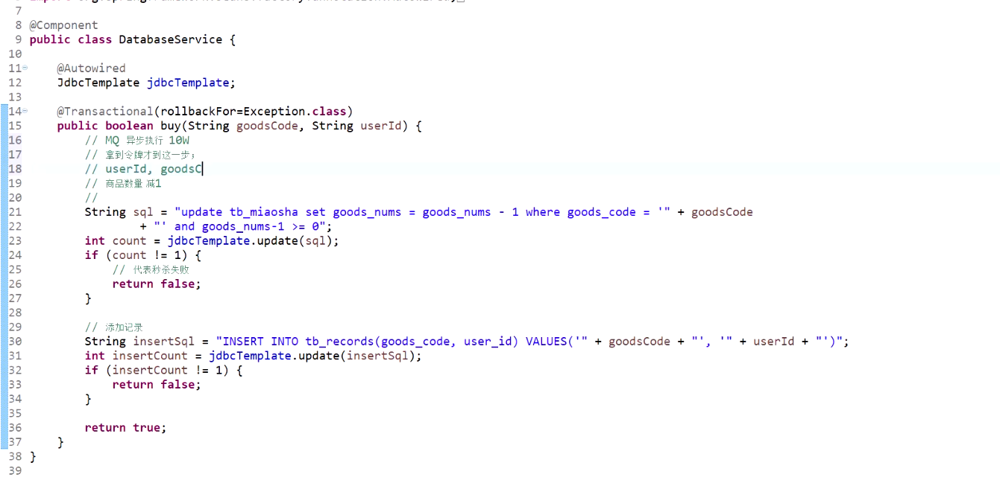 7
8 @Component
9 public class DatabaseService {
10
11 @Autowired
12 JdbcTemplate jdbcTemplate;
13
14 @Transactional(rollbackFor=Exception.class)
15 public boolean buy(String goodsCode, String userId) {
16 // MQ 异步执行 10W
17 // 拿到令牌才到这一步；
18 // userId, goodsC
19 // 商品数量 减1
20 //
21 String sql = "update tb_miaosha set goods_nums = goods_nums - 1 where goods_code = '" + goodsCode
22 + "' and goods_nums-1 >= 0";
23 int count = jdbcTemplate.update(sql);
24 if (count != 1) {
25 // 代表秒杀失败
26 return false;
27 }
28
29 // 添加记录
30 String insertSql = "INSERT INTO tb_records(goods_code, user_id) VALUES('" + goodsCode + "', '" + userId + "')";
31 int insertCount = jdbcTemplate.update(insertSql);
32 if (insertCount != 1) {
33 return false;
34 }
35
36 return true;
37 }
38 }
39